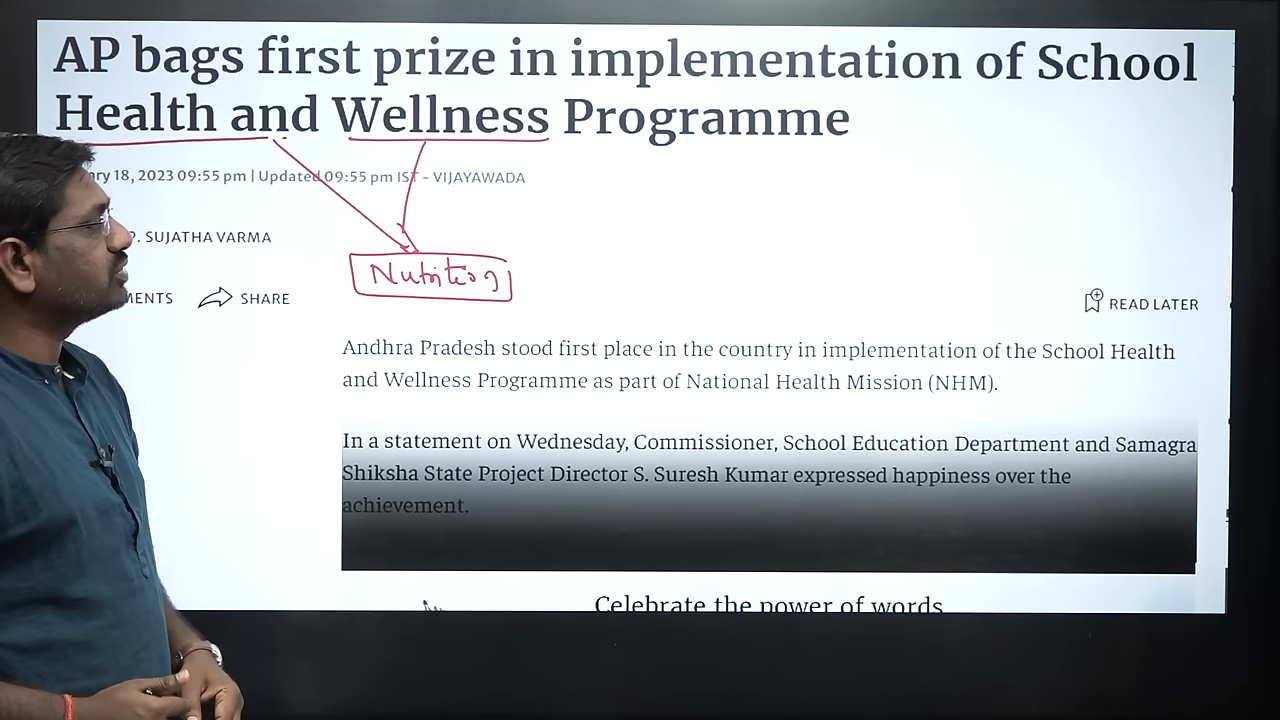 AP bags first prize in implementation of School
Health and Wellness Programme
ry 18, 2023 09:55 pm | Updated 09:55 pm IST - VIJAYAWADA
P. SUJATHA VARMA
Nutrition
MENTS SHARE
READ LATER
Andhra Pradesh stood first place in the country in implementation of the School Health
and Wellness Programme as part of National Health Mission (NHM).
In a statement on Wednesday, Commissioner, School Education Department and Samagra
Shiksha State Project Director S. Suresh Kumar expressed happiness over the
achievement.
Celebrate the power of words